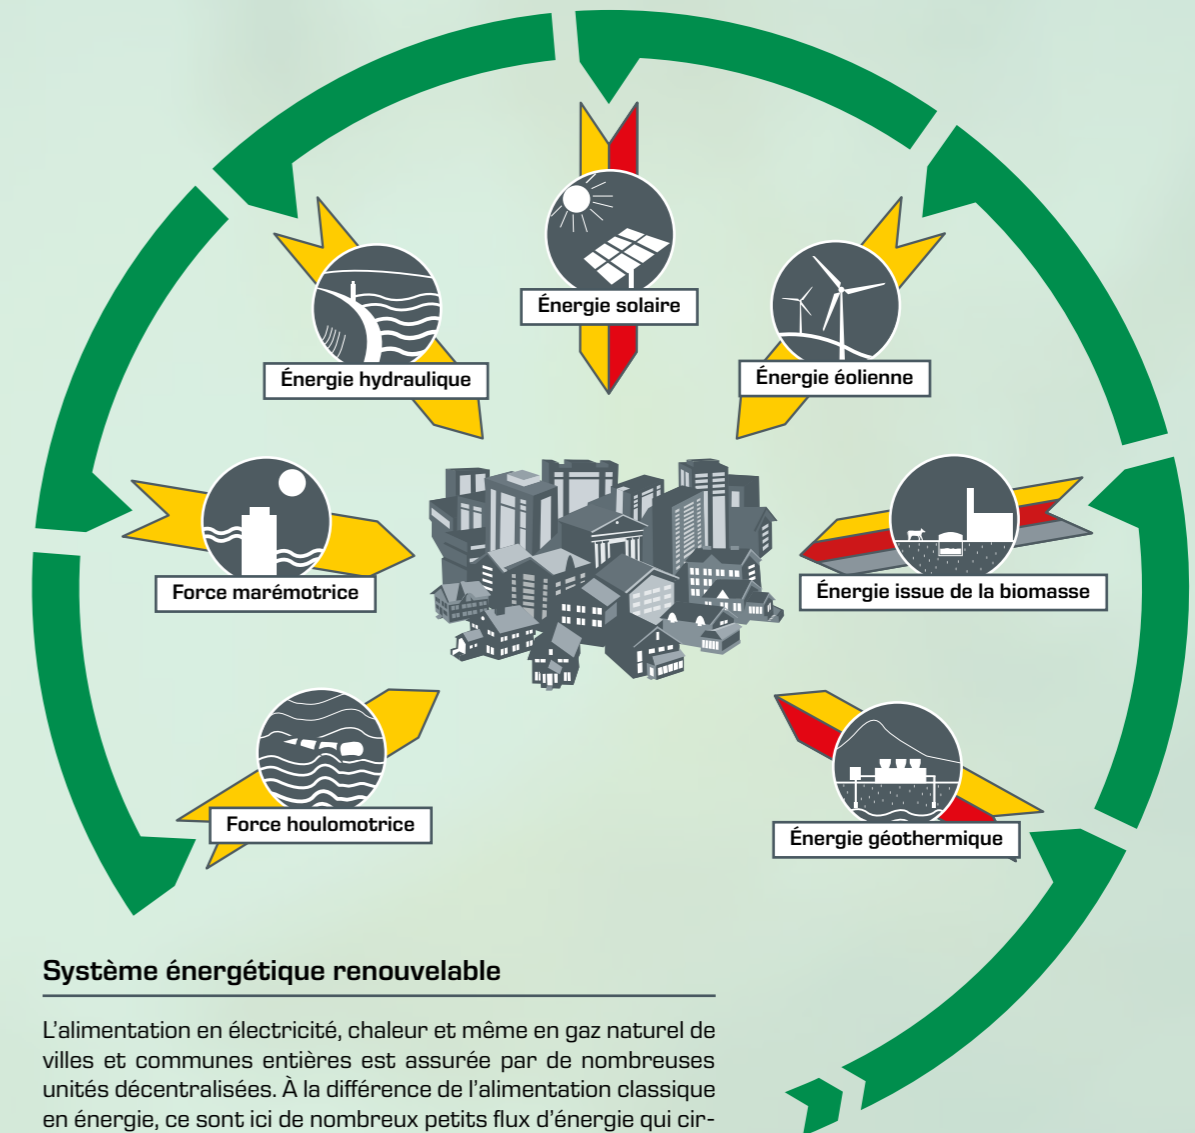 Énergie solaire
Énergie hydraulique
Énergie éolienne
Force marémotrice
Énergie issue de la biomasse
Force houlomotrice
Énergie géothermique
Système énergétique renouvelable
L'alimentation en électricité, chaleur et même en gaz naturel de
villes et communes entières est assurée par de nombreuses
unités décentralisées. À la différence de l'alimentation classique
en énergie, ce sont ici de nombreux petits flux d'énergie qui cir-